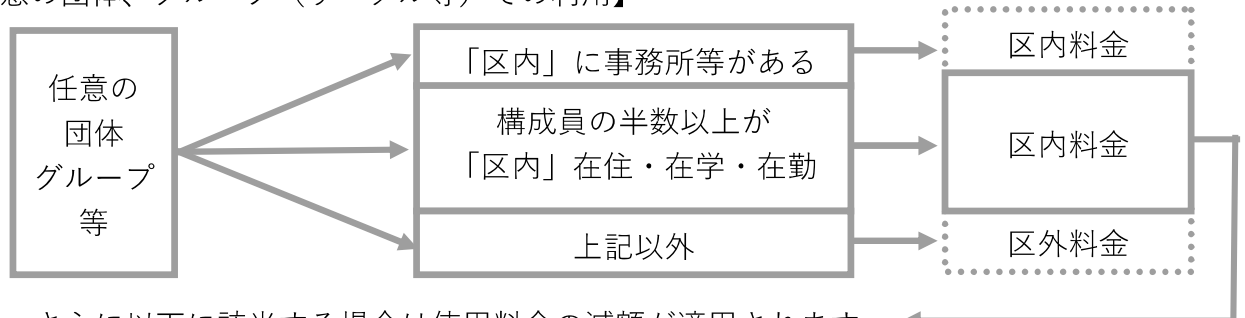 任意の団体、グループ（サークル等）での利用】
任意の
団体
グループ
等
「区内」に事務所等がある
構成員の半数以上が
「区内」在住・在学・在勤
上記以外
区内料金
区内料金
区外料金
さらに以下に該当する場合は使用料金の減額が適用されます